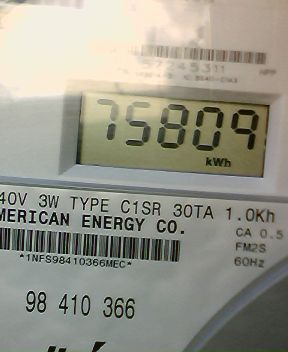 75809
kWh
40V 3W TYPE C1SR 30TA 1.0Kh
MERICAN ENERGY CO.
CA 0.5
*1NFS98410366MEC*
FM2S
60Hz
98 410 366